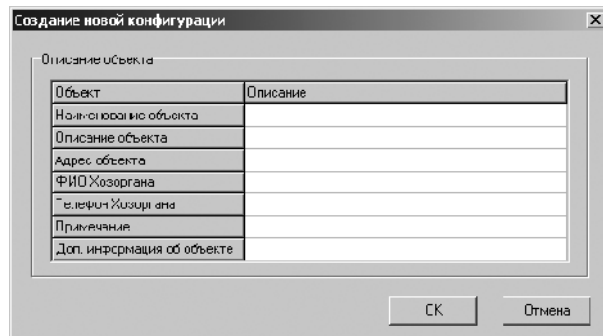 Создание новой конфигурации
Описание объекта
Объект Описание
Наименование объекта
Описание объекта
Адрес объекта
ФИО Хозоргана
Телефон Хозоргана
Примечание
Доп. информация об объекте
ОК Отмена